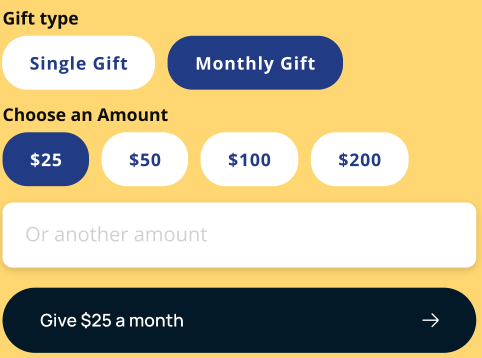 Gift type
Single Gift Monthly Gift
Choose an Amount
$25 $50 $100 $200
Or another amount
Give $25 a month